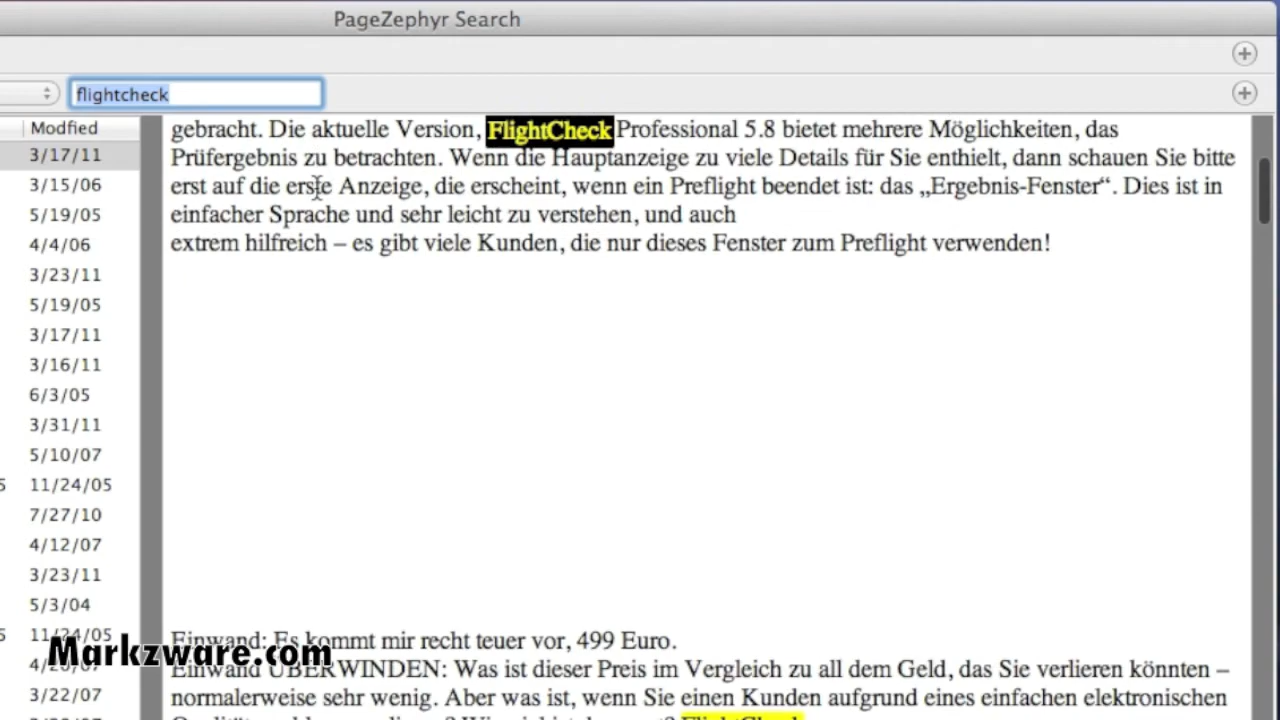 PageZephyr Search
flightcheck
Modfied
3/17/11
3/15/06
5/19/05
4/4/06
3/23/11
5/19/05
3/17/11
3/16/11
6/3/05
3/31/11
5/10/07
5 11/24/05
7/27/10
4/12/07
3/23/11
5/3/04
5 11/24/05
3/22/07
gebracht. Die aktuelle Version, FlightCheck Professional 5.8 bietet mehrere Möglichkeiten, das
Prüfergebnis zu betrachten. Wenn die Hauptanzeige zu viele Details für Sie enthielt, dann schauen Sie bitte
erst auf die erste Anzeige, die erscheint, wenn ein Preflight beendet ist: das „Ergebnis-Fenster“. Dies ist in
einfacher Sprache und sehr leicht zu verstehen, und auch
extrem hilfreich – es gibt viele Kunden, die nur dieses Fenster zum Preflight verwenden!
Einwand: Es kommt mir recht teuer vor, 499 Euro.
Einwand ÜBERWINDEN: Was ist dieser Preis im Vergleich zu all dem Geld, das Sie verlieren könnten –
normalerweise sehr wenig. Aber was ist, wenn Sie einen Kunden aufgrund eines einfachen elektronischen
FlightCheck
Markzware.com